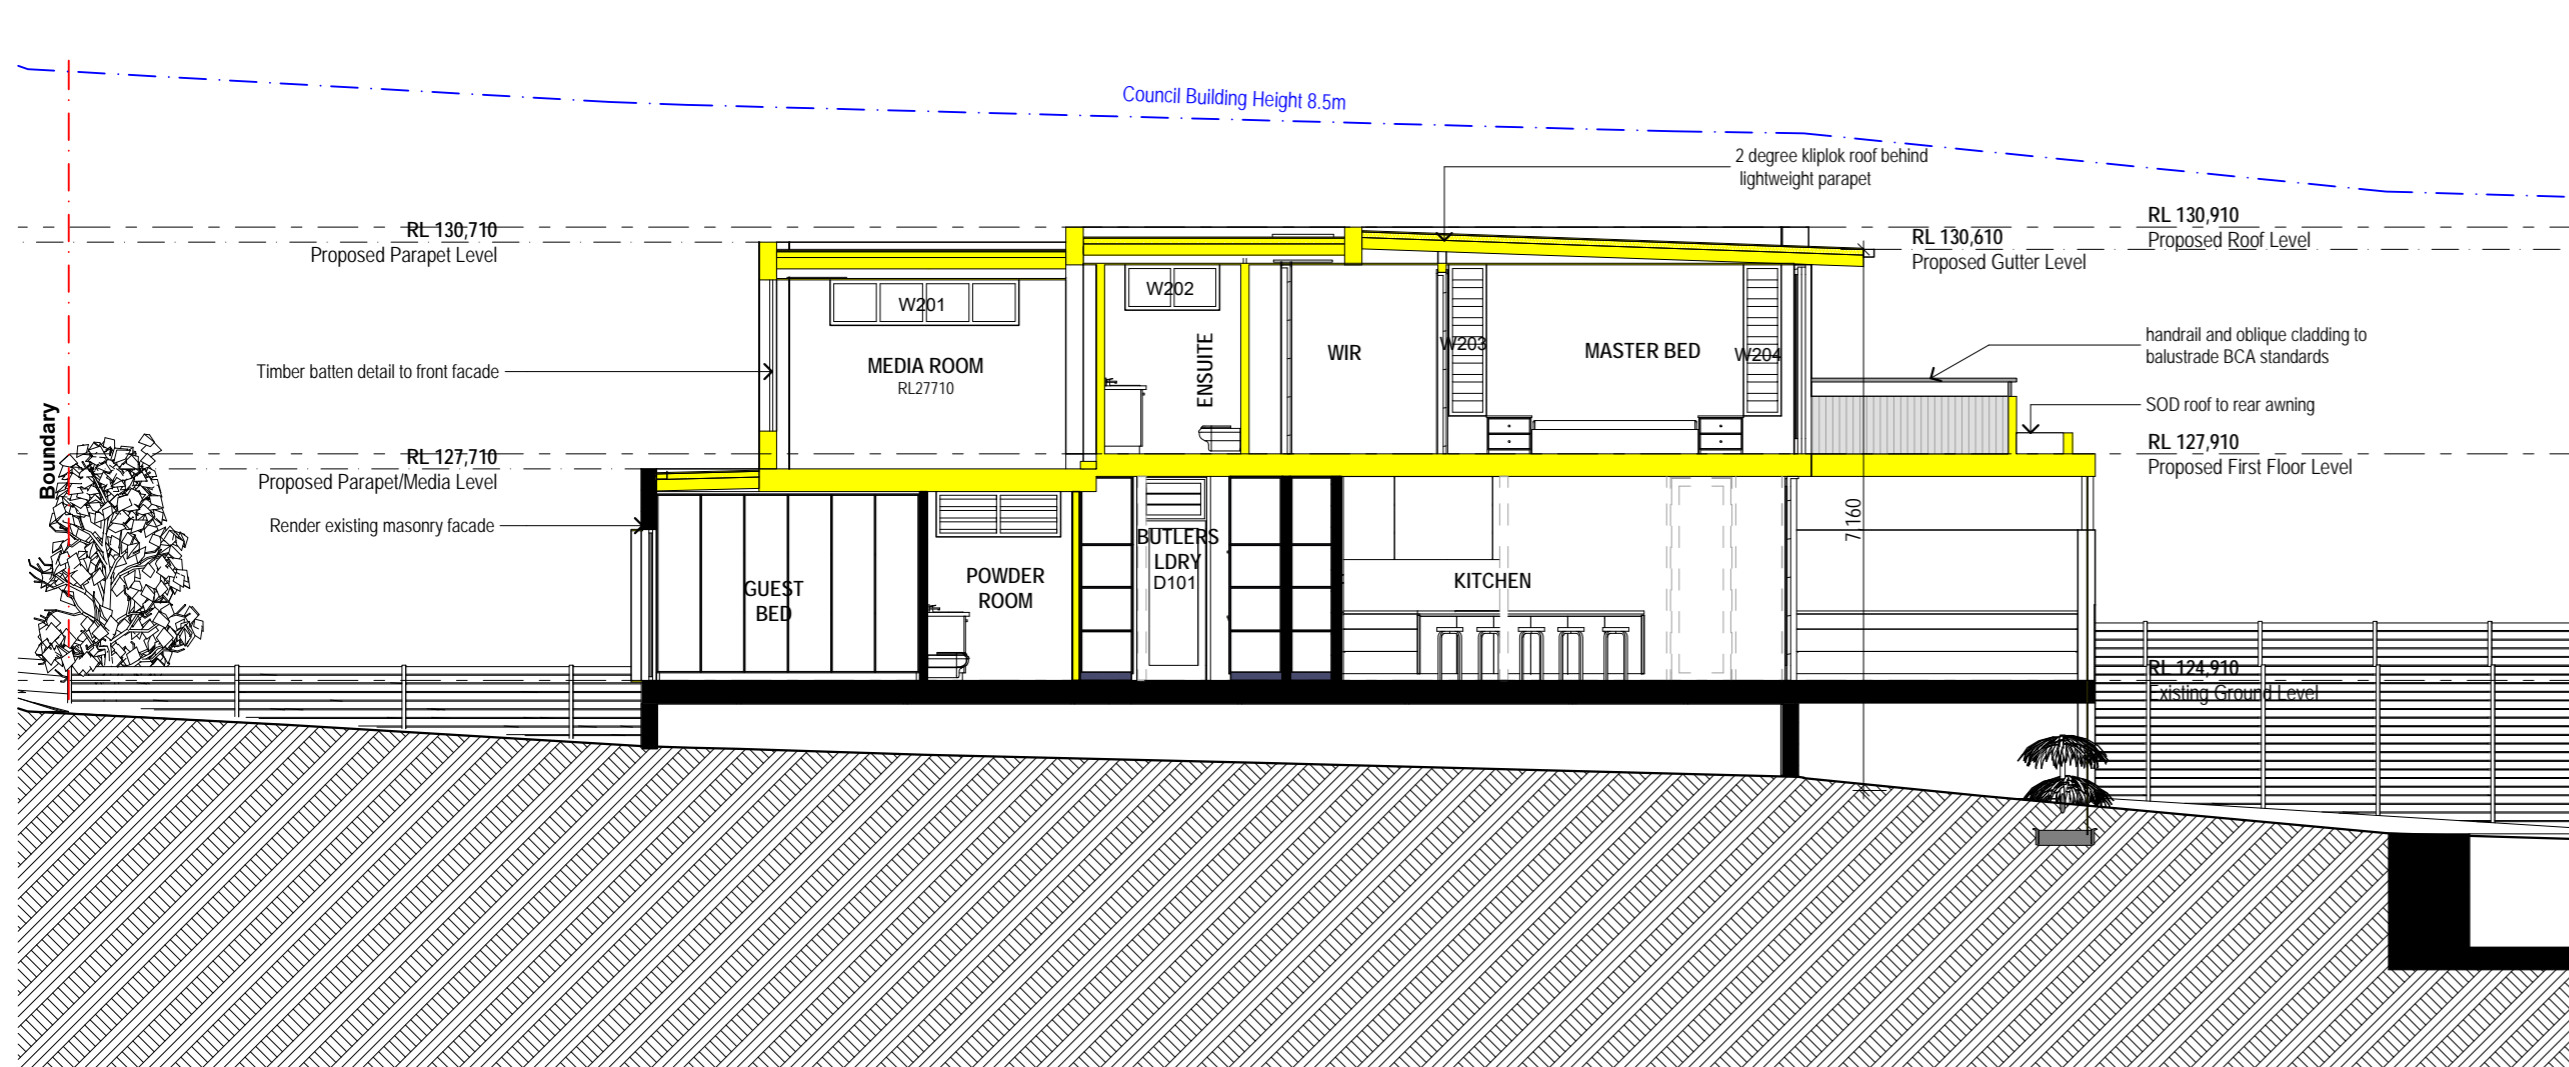 Council Building Height 8.5m
2 degree kliplok roof behind
lightweight parapet
RL 130,710
Proposed Parapet Level
RL 130,610
Proposed Gutter Level
RL 130,910
Proposed Roof Level
W201
W202
MEDIA ROOM
RL27710
ENSUITE
WIR
W203
MASTER BED
W204
Timber batten detail to front facade
handrail and oblique cladding to
balustrade BCA standards
SOD roof to rear awning
Boundary
RL 127,710
Proposed Parapet/Media Level
RL 127,910
Proposed First Floor Level
Render existing masonry facade
GUEST
BED
POWDER
ROOM
BUTLERS
LDRY
D101
KITCHEN
7,160
RL 124,910
Existing Ground Level